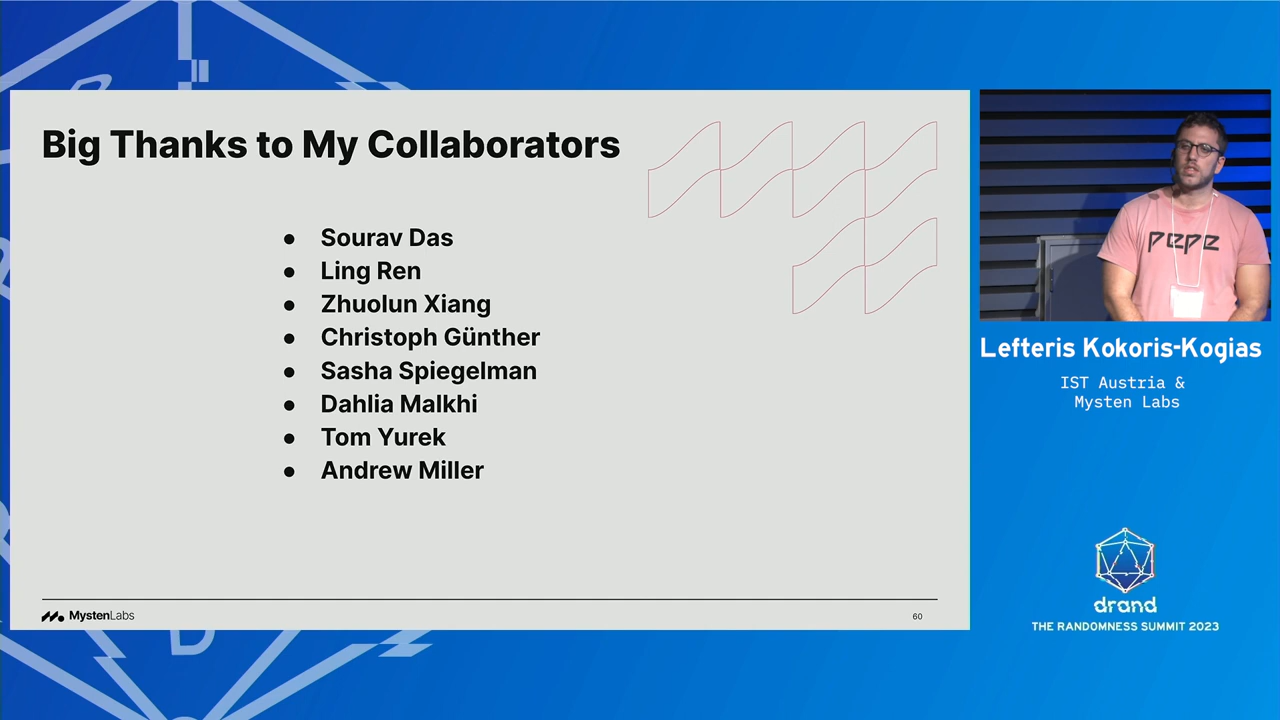 Big Thanks to My Collaborators
● Sourav Das
● Ling Ren
● Zhuolun Xiang
● Christoph Günther
● Sasha Spiegelman
● Dahlia Malkhi
● Tom Yurek
● Andrew Miller
MystenLabs
60
pepe
Lefteris Kokoris-Kogias
IST Austria &
Mysten Labs
drand
THE RANDOMNESS SUMMIT 2023